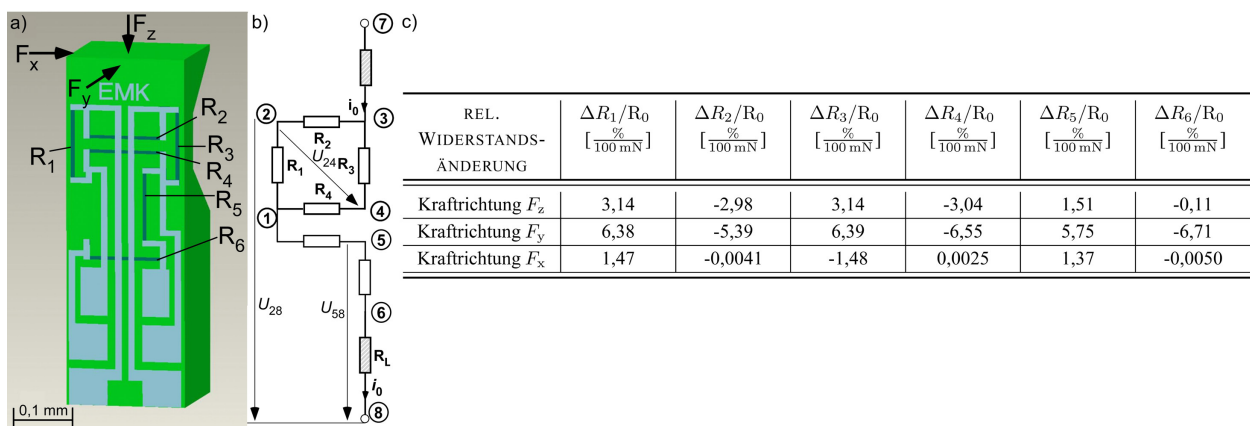 a)
F_z
F_x
F_y
EMK
R_2
R_1
R_3
R_4
R_5
R_6
0,1 mm
b)
7
i_0
2
3
R_2
U_24
R_1
R_3
R_4
1
4
5
U_28
U_58
6
R_L
i_0
8
c)
REL. WIDERSTANDS-ÄNDERUNG | ΔR_1/R_0 [%/100 mN] | ΔR_2/R_0 [%/100 mN] | ΔR_3/R_0 [%/100 mN] | ΔR_4/R_0 [%/100 mN] | ΔR_5/R_0 [%/100 mN] | ΔR_6/R_0 [%/100 mN]
Kraftrichtung F_z | 3,14 | -2,98 | 3,14 | -3,04 | 1,51 | -0,11
Kraftrichtung F_y | 6,38 | -5,39 | 6,39 | -6,55 | 5,75 | -6,71
Kraftrichtung F_x | 1,47 | -0,0041 | -1,48 | 0,0025 | 1,37 | -0,0050